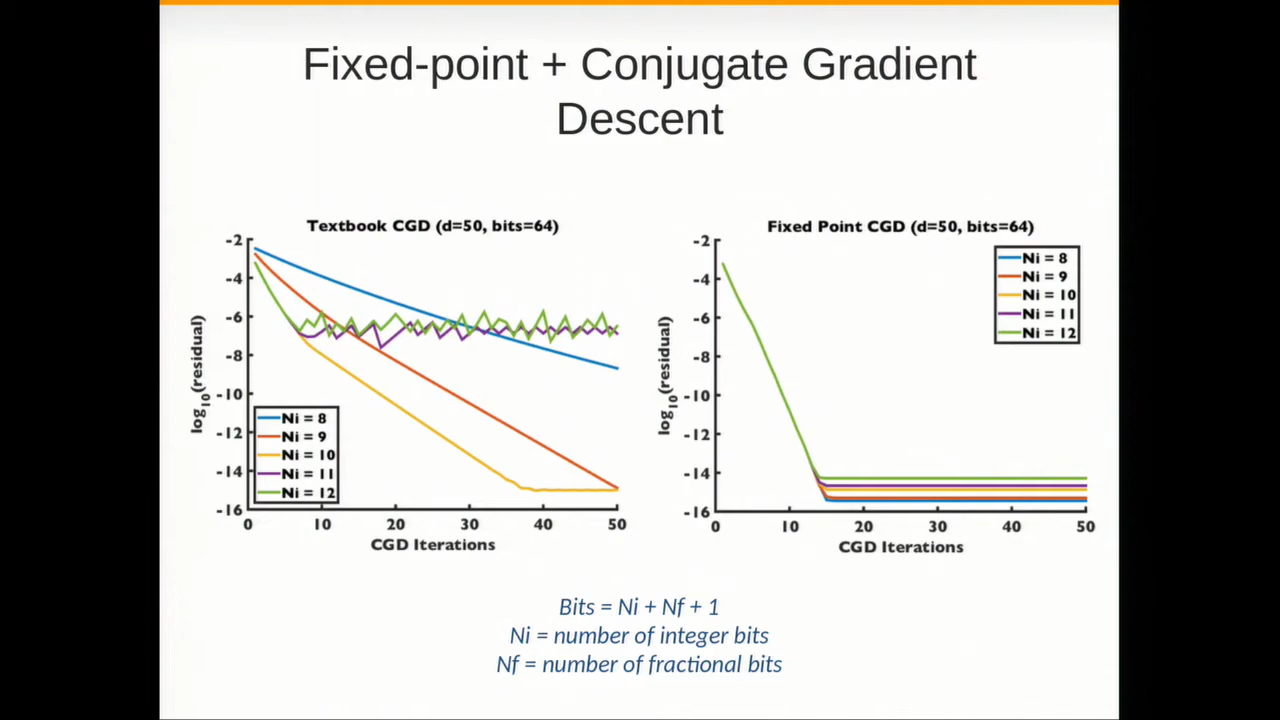 Fixed-point + Conjugate Gradient
Descent
Textbook CGD (d=50, bits=64)
-2
-4
-6
-8
-10
-12
-14
-16
log10(residual)
Ni = 8
Ni = 9
Ni = 10
Ni = 11
Ni = 12
0 10 20 30 40 50
CGD Iterations
Fixed Point CGD (d=50, bits=64)
-2
-4
-6
-8
-10
-12
-14
-16
log10(residual)
Ni = 8
Ni = 9
Ni = 10
Ni = 11
Ni = 12
0 10 20 30 40 50
CGD Iterations
Bits = Ni + Nf + 1
Ni = number of integer bits
Nf = number of fractional bits